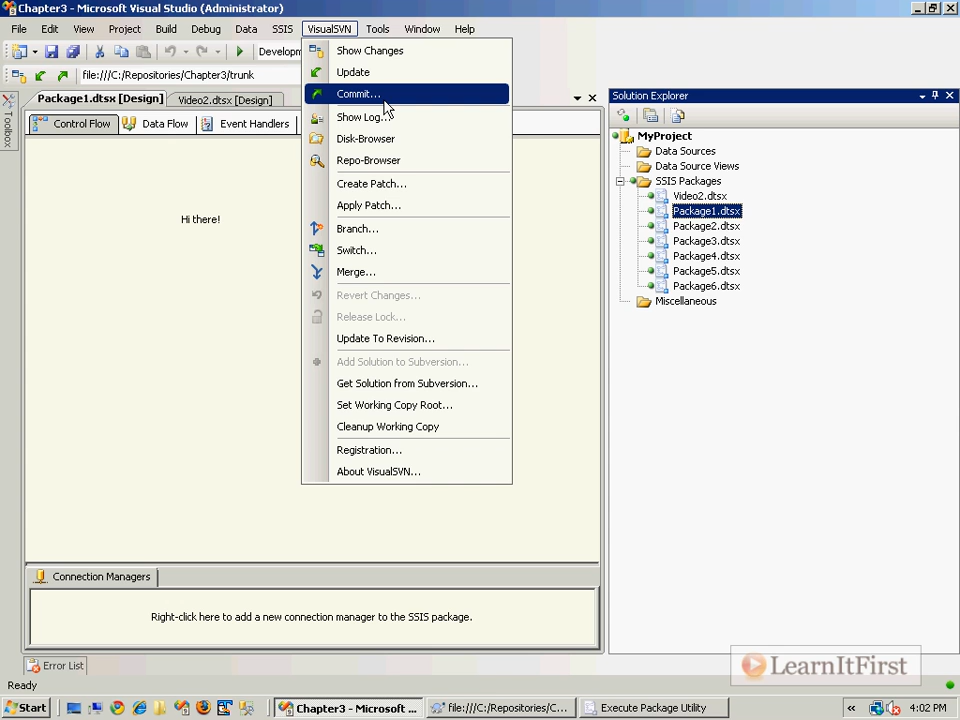 Chapter3 - Microsoft Visual Studio (Administrator)
File Edit View Project Build Debug Data SSIS VisualSVN Tools Window Help
Developm
file:///C:/Repositories/Chapter3/trunk
Package1.dtsx [Design] Video2.dtsx [Design]
Control Flow Data Flow Event Handlers
Toolbox
Hi there!
Show Changes
Update
Commit...
Show Log...
Disk-Browser
Repo-Browser
Create Patch...
Apply Patch...
Branch...
Switch...
Merge...
Revert Changes...
Release Lock...
Update To Revision...
Add Solution to Subversion...
Get Solution from Subversion...
Set Working Copy Root...
Cleanup Working Copy
Registration...
About VisualSVN...
Solution Explorer
MyProject
Data Sources
Data Source Views
SSIS Packages
Video2.dtsx
Package1.dtsx
Package2.dtsx
Package3.dtsx
Package4.dtsx
Package5.dtsx
Package6.dtsx
Miscellaneous
Connection Managers
Right-click here to add a new connection manager to the SSIS package.
Error List
LearnItFirst
Ready
Start Chapter3 - Microsoft ... file:///C:/Repositories/C... Execute Package Utility 4:02 PM